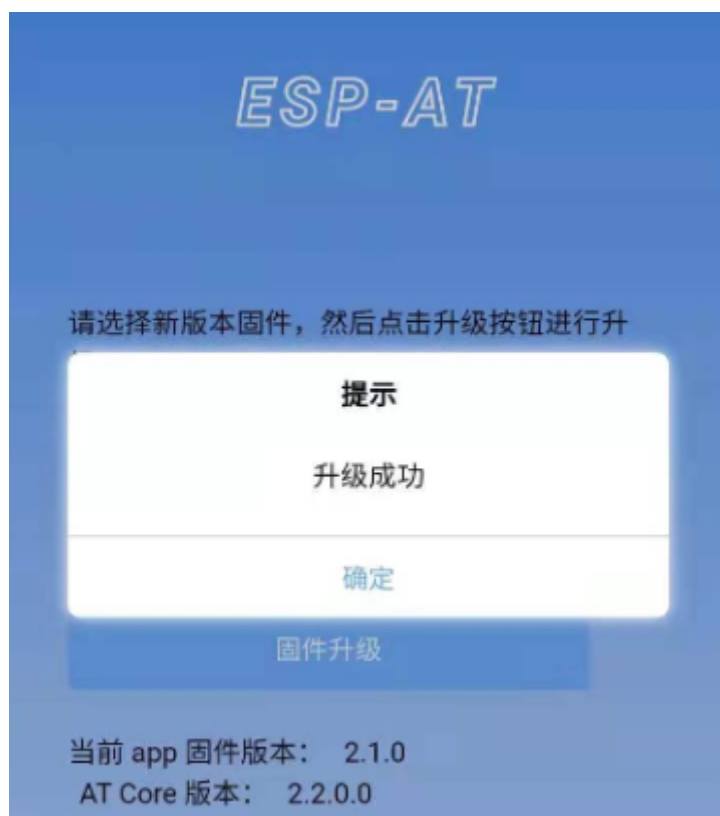 ESP-AT
请选择新版本固件，然后点击升级按钮进行升
提示
升级成功
确定
固件升级
当前 app 固件版本： 2.1.0
AT Core 版本： 2.2.0.0